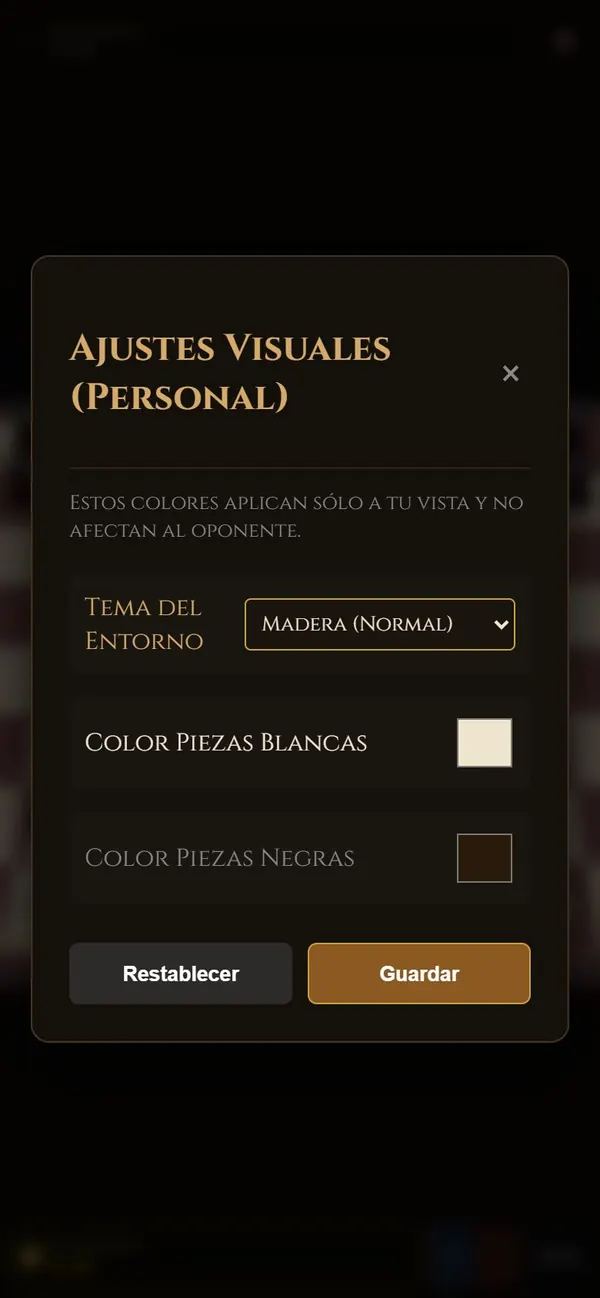 Ajustes Visuales
(Personal)
×
Estos colores aplican sólo a tu vista y no
afectan al oponente.
Tema del
Entorno
Madera (Normal)
Color Piezas Blancas
Color Piezas Negras
Restablecer
Guardar